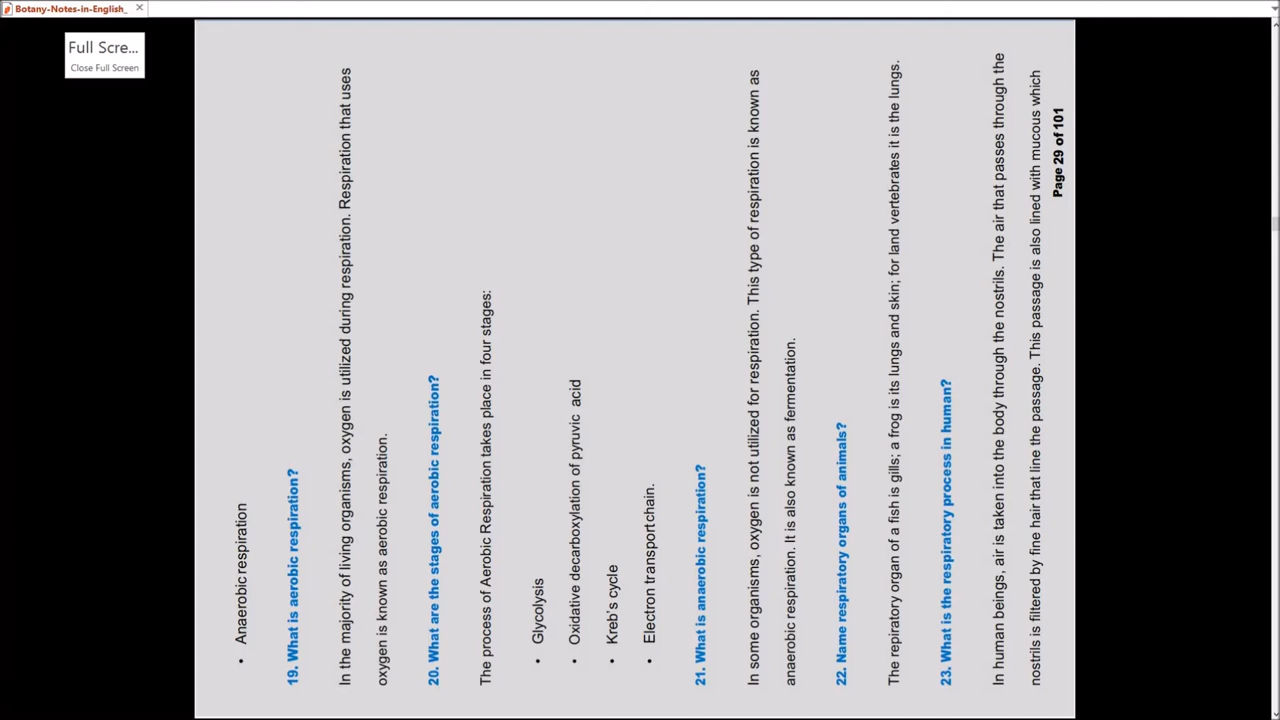 Botany-Notes-in-English_
Full Scre...
Close Full Screen
• Anaerobic respiration
19. What is aerobic respiration?
In the majority of living organisms, oxygen is utilized during respiration. Respiration that uses
oxygen is known as aerobic respiration.
20. What are the stages of aerobic respiration?
The process of Aerobic Respiration takes place in four stages:
• Glycolysis
• Oxidative decarboxylation of pyruvic acid
• Kreb's cycle
• Electron transport chain.
21. What is anaerobic respiration?
In some organisms, oxygen is not utilized for respiration. This type of respiration is known as
anaerobic respiration. It is also known as fermentation.
22. Name respiratory organs of animals?
The repiratory organ of a fish is gills; a frog is its lungs and skin; for land vertebrates it is the lungs.
23. What is the respiratory process in human?
In human beings, air is taken into the body through the nostrils. The air that passes through the
nostrils is filtered by fine hair that line the passage. This passage is also lined with mucous which
Page 29 of 101